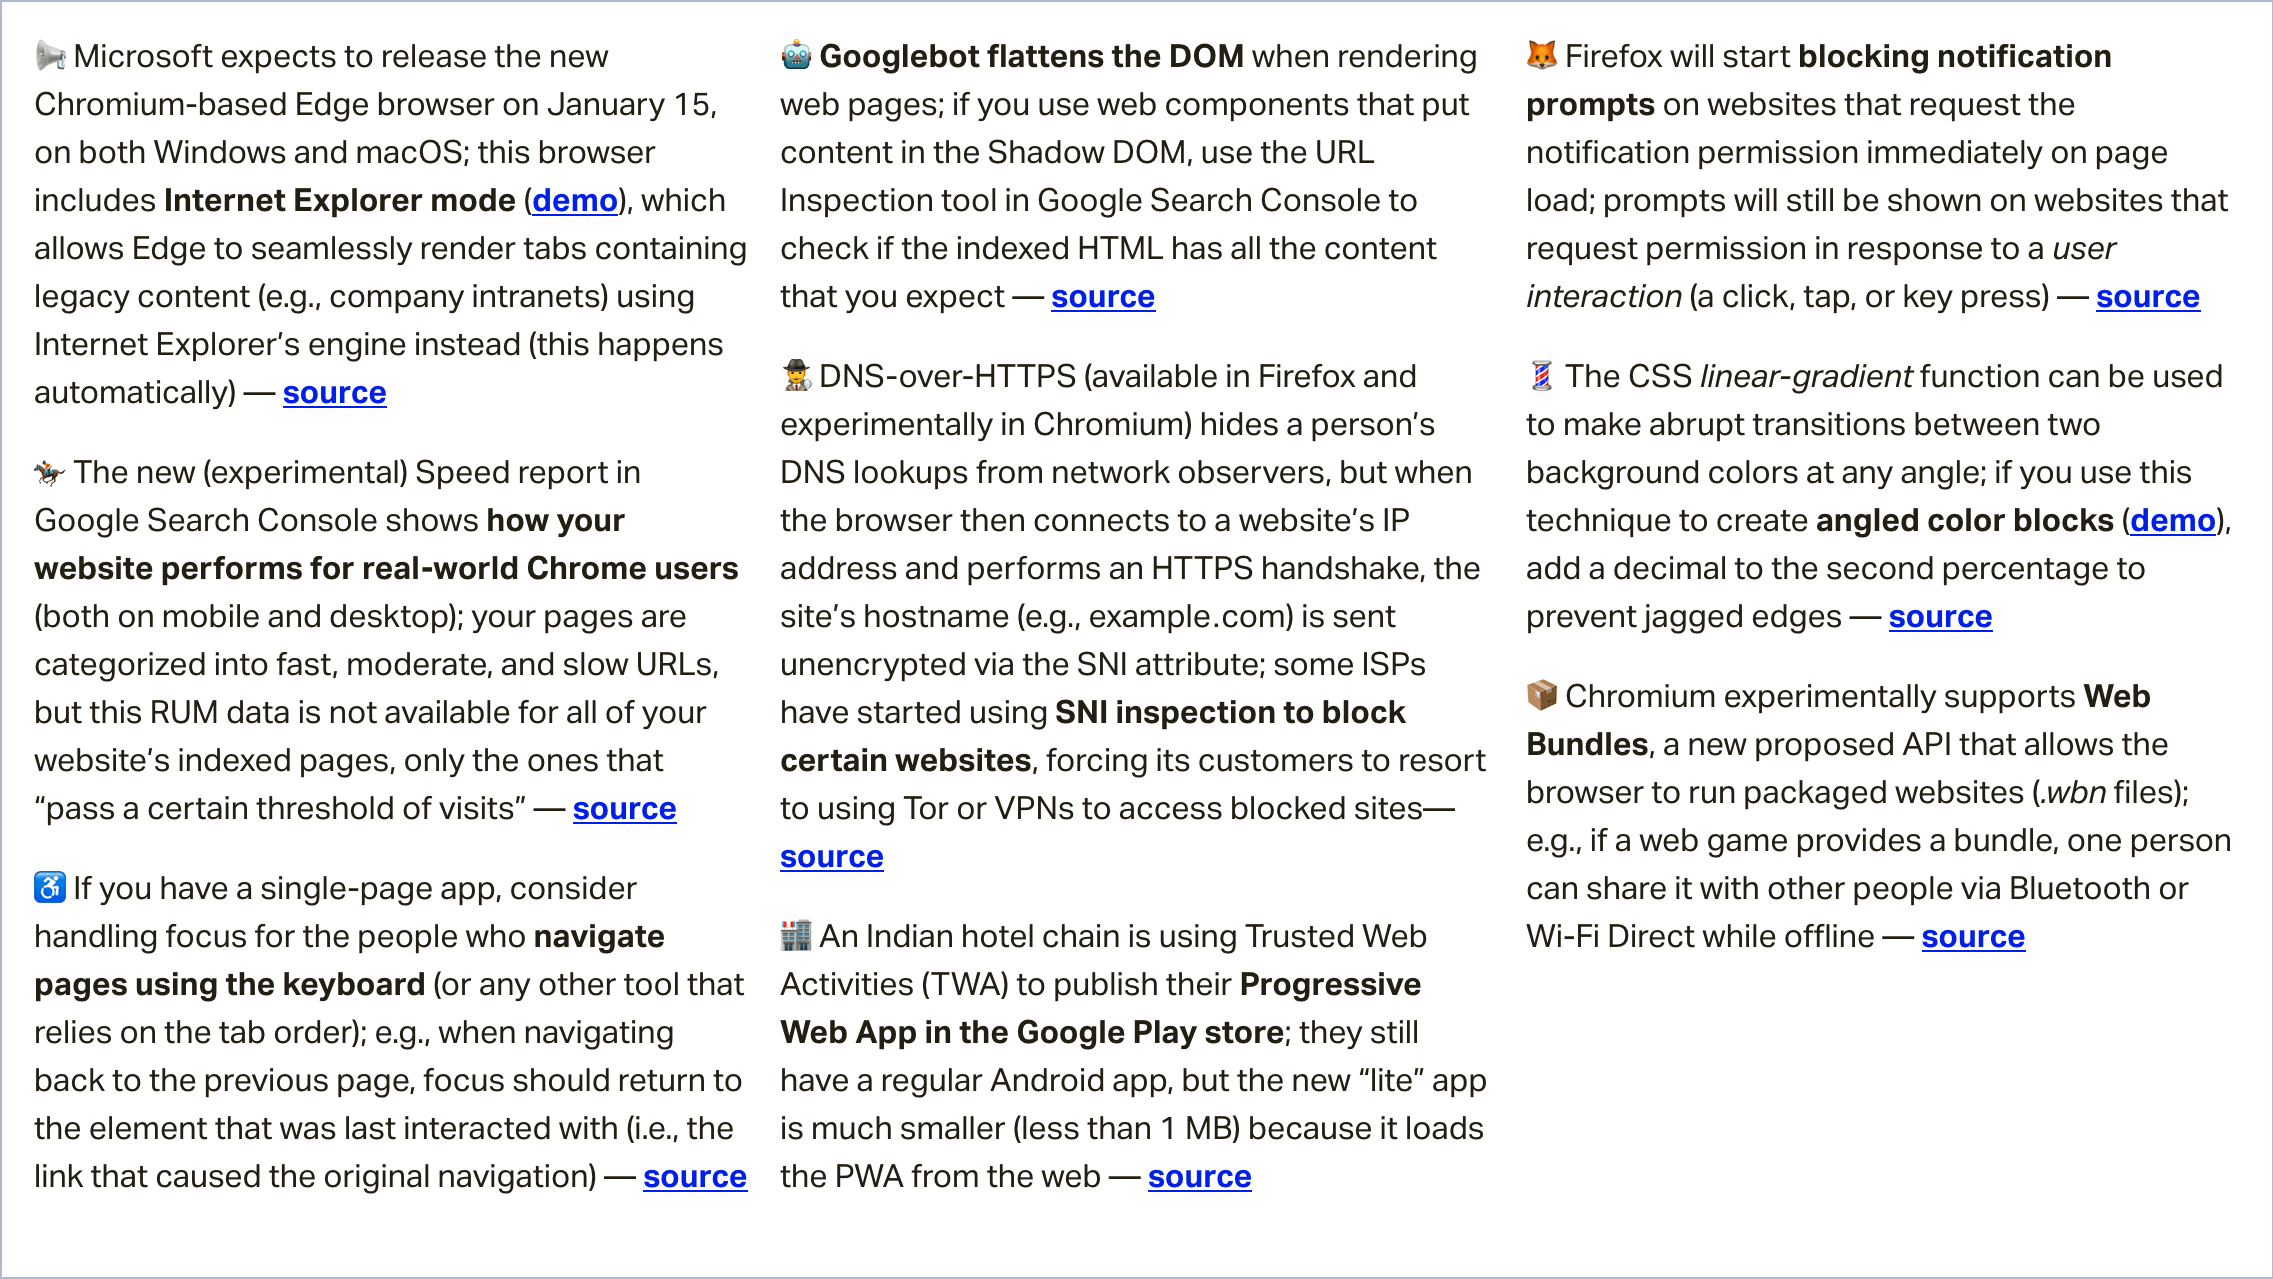 📢 Microsoft expects to release the new
Chromium-based Edge browser on January 15,
on both Windows and macOS; this browser
includes Internet Explorer mode (demo), which
allows Edge to seamlessly render tabs containing
legacy content (e.g., company intranets) using
Internet Explorer’s engine instead (this happens
automatically) — source
🏇 The new (experimental) Speed report in
Google Search Console shows how your
website performs for real-world Chrome users
(both on mobile and desktop); your pages are
categorized into fast, moderate, and slow URLs,
but this RUM data is not available for all of your
website’s indexed pages, only the ones that
“pass a certain threshold of visits” — source
♿ If you have a single-page app, consider
handling focus for the people who navigate
pages using the keyboard (or any other tool that
relies on the tab order); e.g., when navigating
back to the previous page, focus should return to
the element that was last interacted with (i.e., the
link that caused the original navigation) — source
🤖 Googlebot flattens the DOM when rendering
web pages; if you use web components that put
content in the Shadow DOM, use the URL
Inspection tool in Google Search Console to
check if the indexed HTML has all the content
that you expect — source
🕵️ DNS-over-HTTPS (available in Firefox and
experimentally in Chromium) hides a person’s
DNS lookups from network observers, but when
the browser then connects to a website’s IP
address and performs an HTTPS handshake, the
site’s hostname (e.g., example.com) is sent
unencrypted via the SNI attribute; some ISPs
have started using SNI inspection to block
certain websites, forcing its customers to resort
to using Tor or VPNs to access blocked sites—
source
🏬 An Indian hotel chain is using Trusted Web
Activities (TWA) to publish their Progressive
Web App in the Google Play store; they still
have a regular Android app, but the new “lite” app
is much smaller (less than 1 MB) because it loads
the PWA from the web — source
🦊 Firefox will start blocking notification
prompts on websites that request the
notification permission immediately on page
load; prompts will still be shown on websites that
request permission in response to a user
interaction (a click, tap, or key press) — source
💈 The CSS linear-gradient function can be used
to make abrupt transitions between two
background colors at any angle; if you use this
technique to create angled color blocks (demo),
add a decimal to the second percentage to
prevent jagged edges — source
📦 Chromium experimentally supports Web
Bundles, a new proposed API that allows the
browser to run packaged websites (.wbn files);
e.g., if a web game provides a bundle, one person
can share it with other people via Bluetooth or
Wi-Fi Direct while offline — source